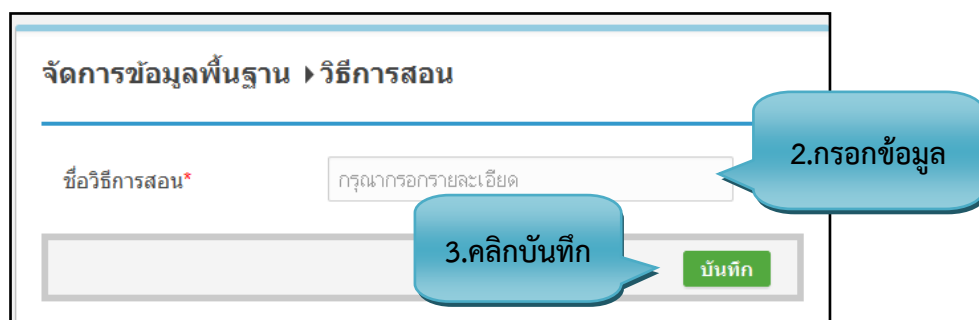 จัดการข้อมูลพื้นฐาน ▸ วิธีการสอน
2.กรอกข้อมูล
ชื่อวิธีการสอน*
กรุณากรอกรายละเอียด
3.คลิกบันทึก
บันทึก